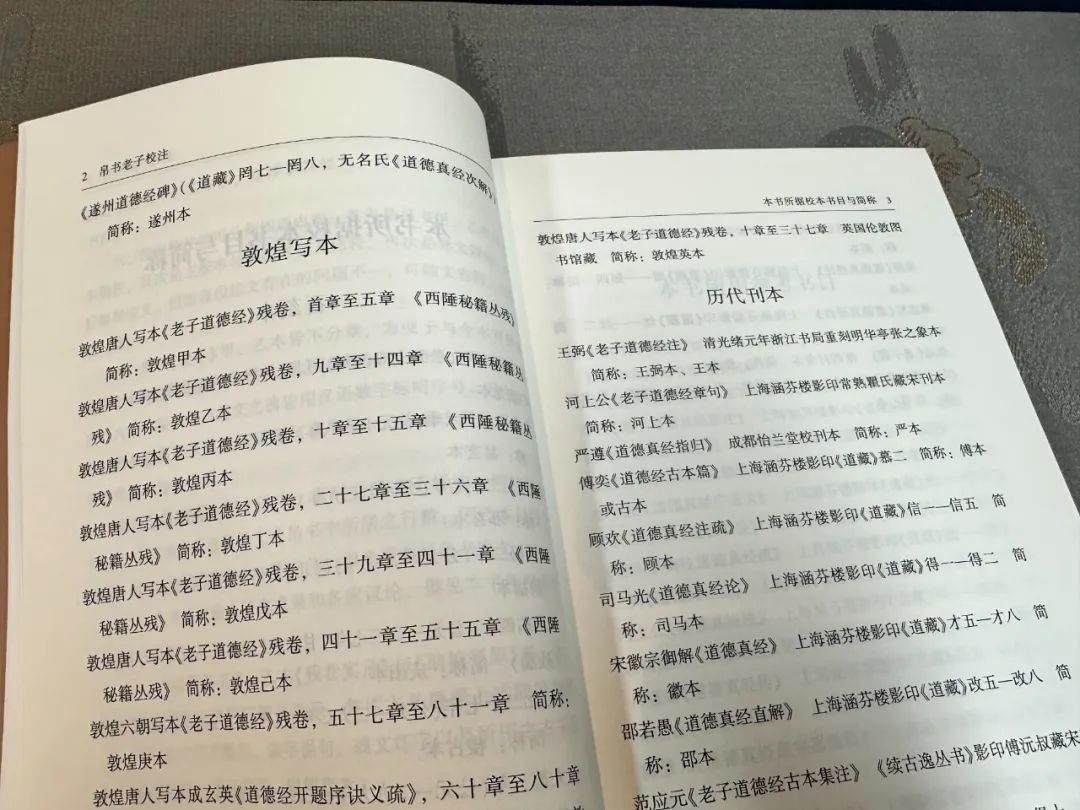 2 帛书老子校注
《遂州道德经碑》(《道藏》罔七—罔八，无名氏《道德真经次解》)
简称：遂州本
敦煌写本
敦煌唐人写本《老子道德经》残卷，首章至五章 《西陲秘籍丛残》
简称：敦煌甲本
敦煌唐人写本《老子道德经》残卷，九章至十四章 《西陲秘籍丛
残》 简称：敦煌乙本
敦煌唐人写本《老子道德经》残卷，十章至十五章 《西陲秘籍丛
残》 简称：敦煌丙本
敦煌唐人写本《老子道德经》残卷，二十七章至三十六章 《西陲
秘籍丛残》 简称：敦煌丁本
敦煌唐人写本《老子道德经》残卷，三十九章至四十一章 《西陲
秘籍丛残》 简称：敦煌戊本
敦煌唐人写本《老子道德经》残卷，四十一章至五十五章 《西陲
秘籍丛残》 简称：敦煌己本
敦煌六朝写本《老子道德经》残卷，五十七章至八十一章 简称：
敦煌庚本
敦煌唐人写本成玄英《道德经开题序诀义疏》，六十章至八十章
本书所据校本书目与简称 3
敦煌唐人写本《老子道德经》残卷，十章至三十七章 英国伦敦图
书馆藏 简称：敦煌英本
历代刊本
王弼《老子道德经注》 清光绪元年浙江书局重刻明华亭张之象本
简称：王弼本、王本
河上公《老子道德经章句》 上海涵芬楼影印常熟瞿氏藏宋刊本
简称：河上本
严遵《道德真经指归》 成都怡兰堂校刊本 简称：严本
傅奕《道德经古本篇》 上海涵芬楼影印《道藏》慕二 简称：傅本
或古本
顾欢《道德真经注疏》 上海涵芬楼影印《道藏》信一—信五 简
称：顾本
司马光《道德真经论》 上海涵芬楼影印《道藏》得一—得二 简
称：司马本
宋徽宗御解《道德真经》 上海涵芬楼影印《道藏》才五—才八 简
称：徽本
邵若愚《道德真经直解》 上海涵芬楼影印《道藏》改五—改八 简
称：邵本
范应元《老子道德经古本集注》 《续古逸丛书》影印傅沅叔藏宋